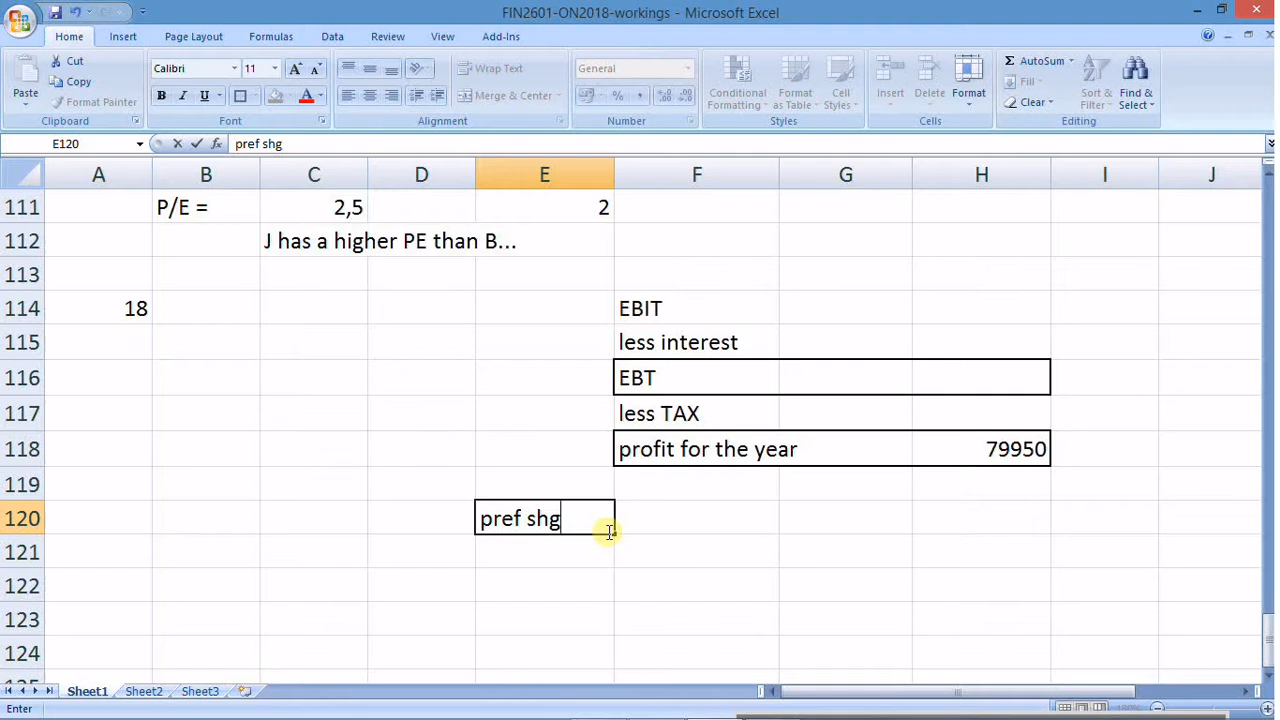 FIN2601-ON2018-workings - Microsoft Excel
Home Insert Page Layout Formulas Data Review View Add-Ins
Paste Cut Calibri 11 Wrap Text General Conditional Formatting Format as Table Cell Styles Insert Delete Format AutoSum Sort & Filter Find & Select
Copy Fill
Format Painter Merge & Center Clear
Clipboard Font Alignment Number Styles Cells Editing
E120 pref shg
A B C D E F G H I J
111 P/E = 2,5 2
112 J has a higher PE than B...
113
114 18 EBIT
115 less interest
116 EBT
117 less TAX
118 profit for the year 79950
119
120 pref shg
121
122
123
124
Sheet1 Sheet2 Sheet3
Enter 180%